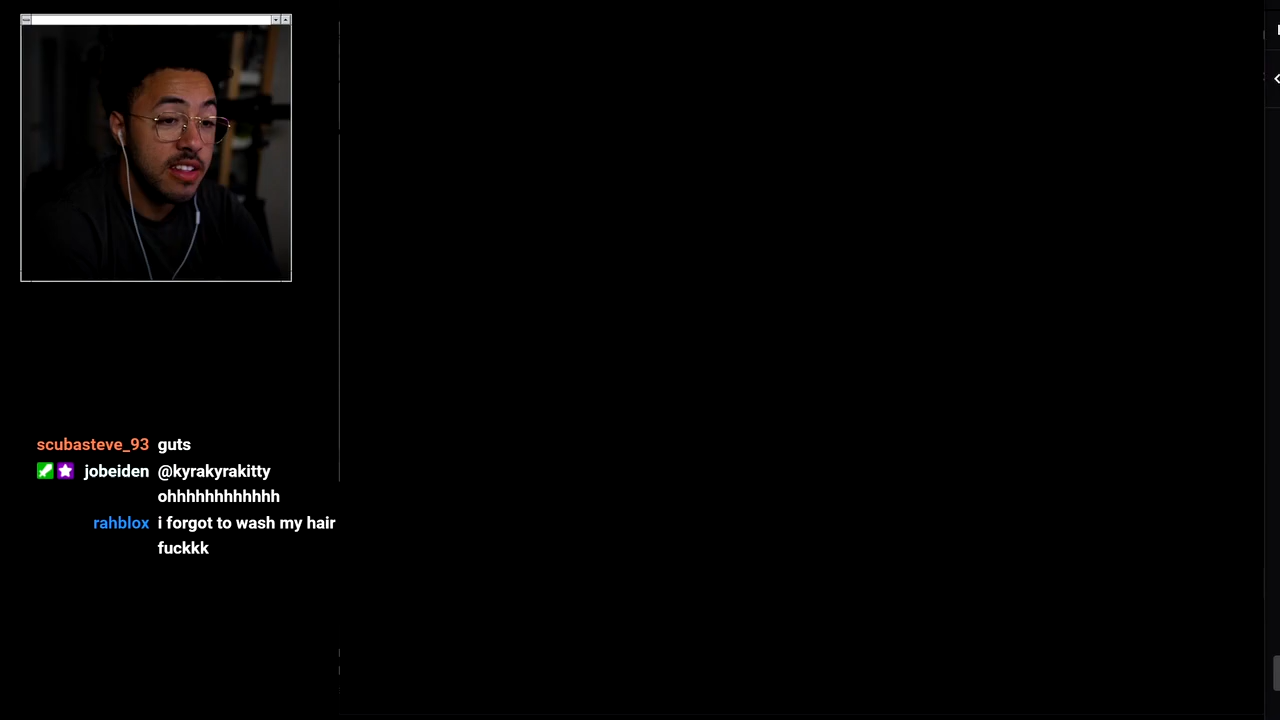 scubasteve_93 guts
jobeiden @kyrakyrakitty
ohhhhhhhhhhhh
rahblox i forgot to wash my hair
fuckkk